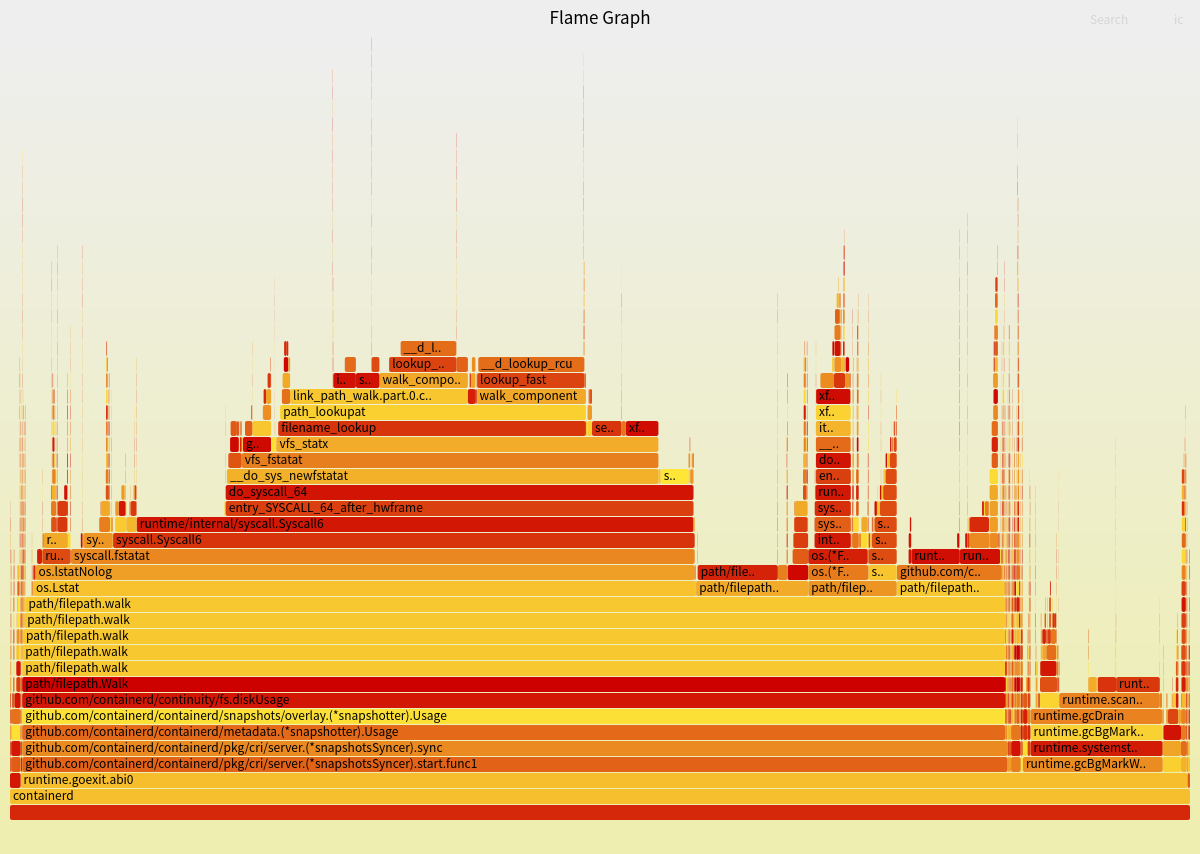 Flame Graph
Search ic
__d_l..
lookup_.. __d_lookup_rcu
i.. s.. walk_compo.. lookup_fast
link_path_walk.part.0.c.. walk_component xf..
path_lookupat xf..
filename_lookup se.. xf.. it..
g.. vfs_statx __..
vfs_fstatat do..
__do_sys_newfstatat s.. en..
do_syscall_64 run..
entry_SYSCALL_64_after_hwframe sys..
runtime/internal/syscall.Syscall6 sys.. s..
r.. sy.. syscall.Syscall6 int.. s..
ru.. syscall.fstatat os.(*F.. s.. runt.. run..
os.lstatNolog path/file.. os.(*F.. s.. github.com/c..
os.Lstat path/filepath.. path/filep.. path/filepath..
path/filepath.walk
path/filepath.walk
path/filepath.walk
path/filepath.walk
path/filepath.walk
path/filepath.Walk runt..
github.com/containerd/continuity/fs.diskUsage runtime.scan..
github.com/containerd/containerd/snapshots/overlay.(*snapshotter).Usage runtime.gcDrain
github.com/containerd/containerd/metadata.(*snapshotter).Usage runtime.gcBgMark..
github.com/containerd/containerd/pkg/cri/server.(*snapshotsSyncer).sync runtime.systemst..
github.com/containerd/containerd/pkg/cri/server.(*snapshotsSyncer).start.func1 runtime.gcBgMarkW..
runtime.goexit.abi0
containerd